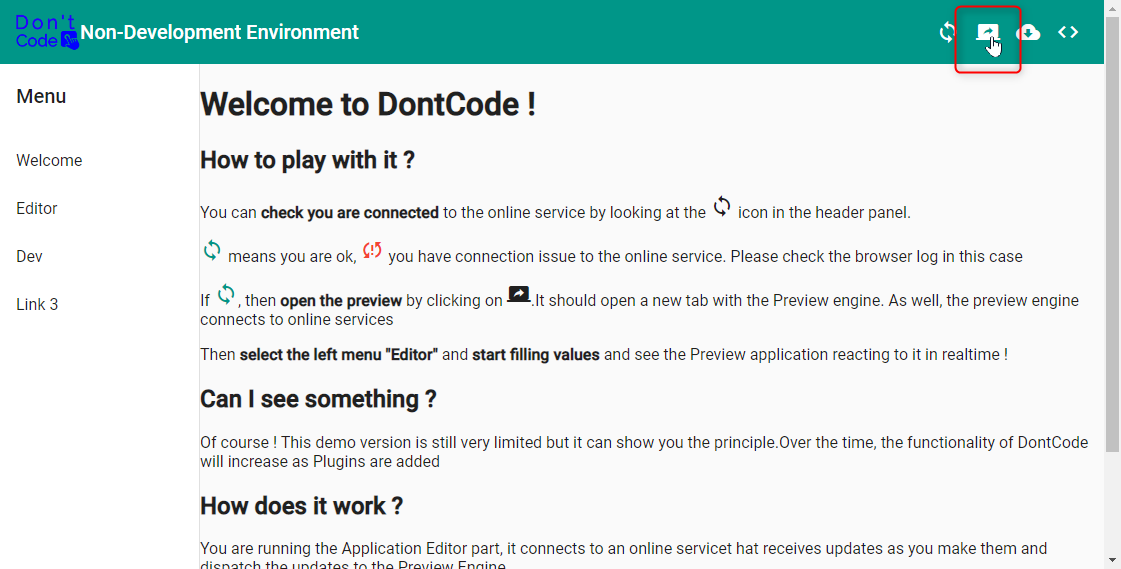 Don't
Code
Non-Development Environment
Menu
Welcome
Editor
Dev
Link 3
Welcome to DontCode !
How to play with it ?
You can check you are connected to the online service by looking at the icon in the header panel.
means you are ok, you have connection issue to the online service. Please check the browser log in this case
If , then open the preview by clicking on .It should open a new tab with the Preview engine. As well, the preview engine
connects to online services
Then select the left menu "Editor" and start filling values and see the Preview application reacting to it in realtime !
Can I see something ?
Of course ! This demo version is still very limited but it can show you the principle.Over the time, the functionality of DontCode
will increase as Plugins are added
How does it work ?
You are running the Application Editor part, it connects to an online servicet hat receives updates as you make them and
dispatch the updates to the Preview Engine